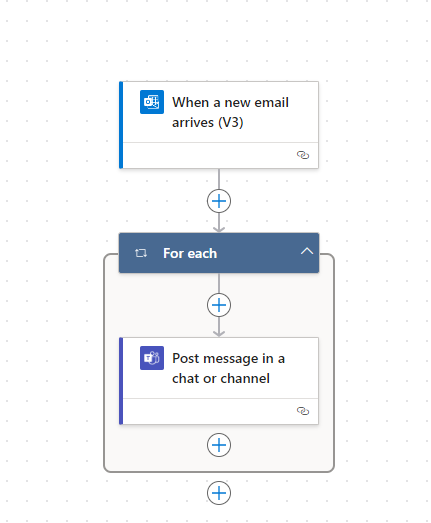 When a new email
arrives (V3)
For each
Post message in a
chat or channel